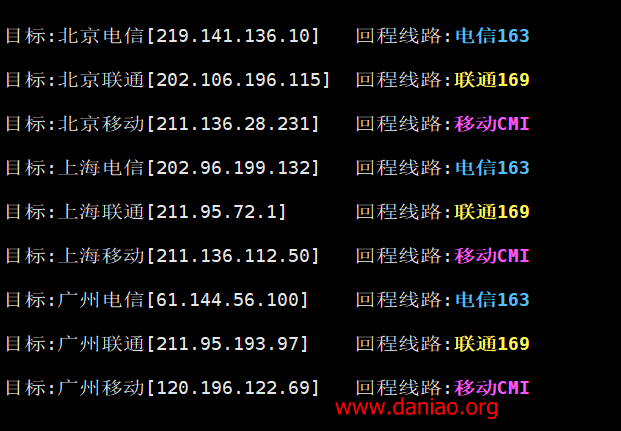 目标:北京电信[219.141.136.10] 回程线路:电信163
目标:北京联通[202.106.196.115] 回程线路:联通169
目标:北京移动[211.136.28.231] 回程线路:移动CMI
目标:上海电信[202.96.199.132] 回程线路:电信163
目标:上海联通[211.95.72.1] 回程线路:联通169
目标:上海移动[211.136.112.50] 回程线路:移动CMI
目标:广州电信[61.144.56.100] 回程线路:电信163
目标:广州联通[211.95.193.97] 回程线路:联通169
目标:广州移动[120.196.122.69] 回程线路:移动CMI
www.daniao.org